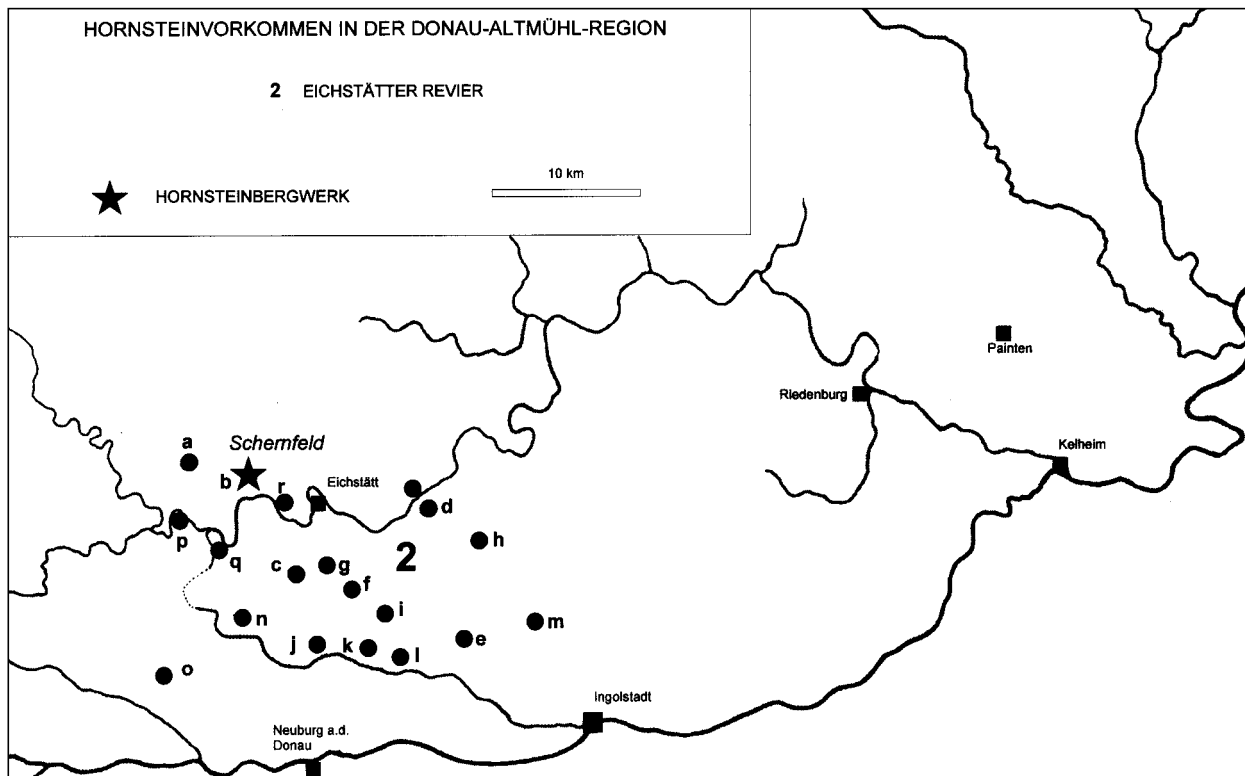 HORNSTEINVORKOMMEN IN DER DONAU-ALTMÜHL-REGION
2 EICHSTÄTTER REVIER
HORNSTEINBERGWERK
10 km
Painten
Riedenburg
Kelheim
a
Schernfeld
b
r
Eichstätt
d
p
q
2
h
c
g
f
n
i
m
j
k
l
e
o
Ingolstadt
Neuburg a.d.
Donau